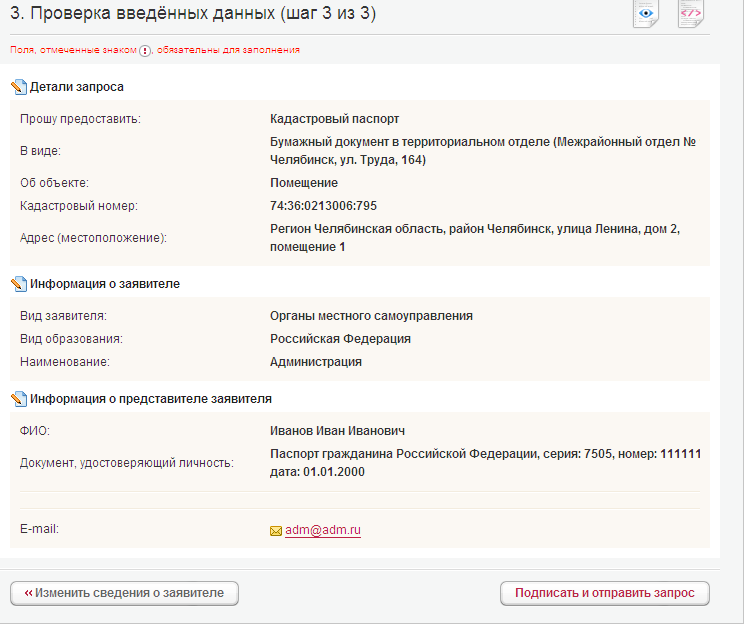 3. Проверка введённых данных (шаг 3 из 3)
Поля, отмеченные знаком ! , обязательны для заполнения
Детали запроса
Прошу предоставить: Кадастровый паспорт
В виде: Бумажный документ в территориальном отделе (Межрайонный отдел №
Челябинск, ул. Труда, 164)
Об объекте: Помещение
Кадастровый номер: 74:36:0213006:795
Адрес (местоположение): Регион Челябинская область, район Челябинск, улица Ленина, дом 2,
помещение 1
Информация о заявителе
Вид заявителя: Органы местного самоуправления
Вид образования: Российская Федерация
Наименование: Администрация
Информация о представителе заявителя
ФИО: Иванов Иван Иванович
Документ, удостоверяющий личность: Паспорт гражданина Российской Федерации, серия: 7505, номер: 111111
дата: 01.01.2000
E-mail: adm@adm.ru
« Изменить сведения о заявителе Подписать и отправить запрос